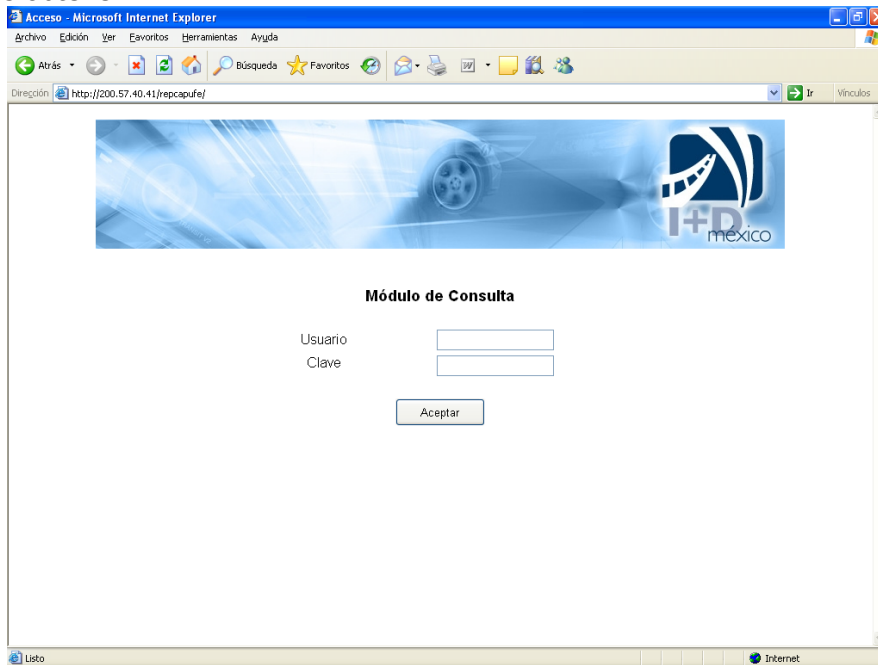 Acceso - Microsoft Internet Explorer
Archivo Edición Ver Favoritos Herramientas Ayuda
Atrás Búsqueda Favoritos
Dirección http://200.57.40.41/repcapufe/ Ir Vínculos
I+D
méxico
Módulo de Consulta
Usuario
Clave
Aceptar
Listo Internet